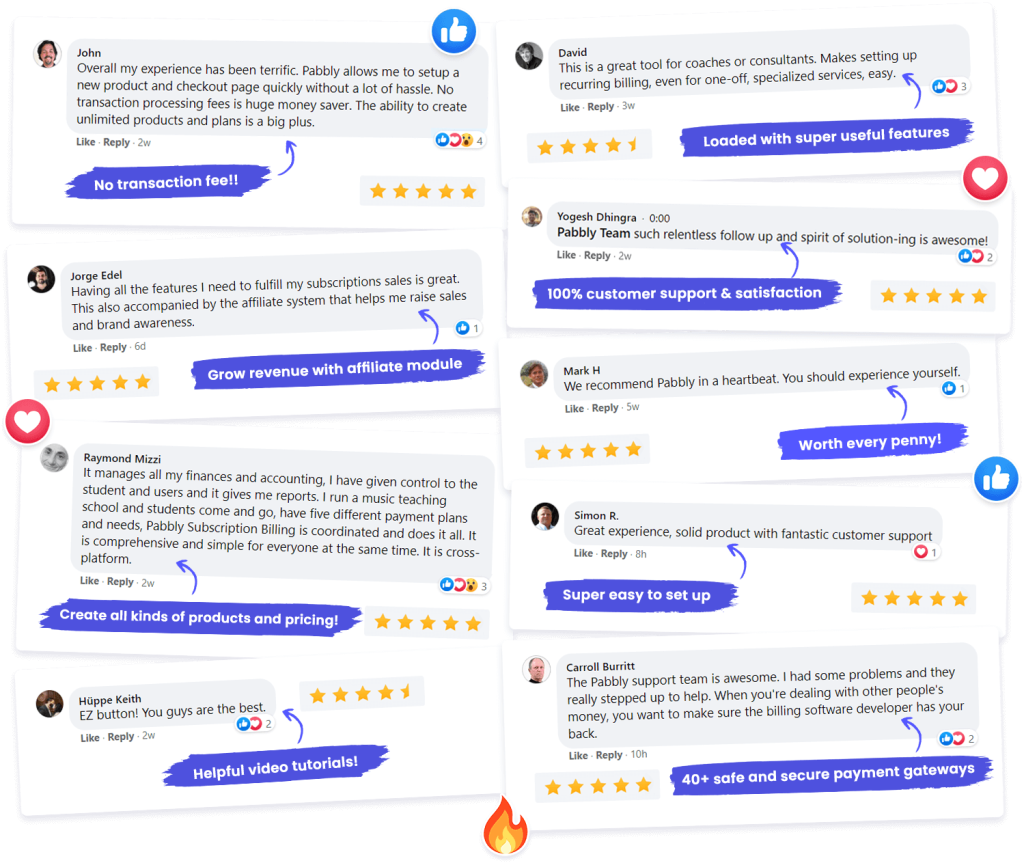 John
Overall my experience has been terrific. Pabbly allows me to setup a
new product and checkout page quickly without a lot of hassle. No
transaction processing fees is huge money saver. The ability to create
unlimited products and plans is a big plus.
Like · Reply · 2w
4
No transaction fee!!
Jorge Edel
Having all the features I need to fulfill my subscriptions sales is great.
This also accompanied by the affiliate system that helps me raise sales
and brand awareness.
1
Like · Reply · 6d
Grow revenue with affiliate module
Raymond Mizzi
It manages all my finances and accounting, I have given control to the
student and users and it gives me reports. I run a music teaching
school and students come and go, have five different payment plans
and needs, Pabbly Subscription Billing is coordinated and does it all. It
is comprehensive and simple for everyone at the same time. It is cross-
platform.
Like · Reply · 2w
3
Create all kinds of products and pricing!
Hüppe Keith
EZ button! You guys are the best.
2
Like · Reply · 2w
Helpful video tutorials!
David
This is a great tool for coaches or consultants. Makes setting up
recurring billing, even for one-off, specialized services, easy.
3
Like · Reply · 3w
Loaded with super useful features
Yogesh Dhingra · 0:00
Pabbly Team such relentless follow up and spirit of solution-ing is awesome!
Like · Reply · 2w
2
100% customer support & satisfaction
Mark H
We recommend Pabbly in a heartbeat. You should experience yourself.
1
Like · Reply · 5w
Worth every penny!
Simon R.
Great experience, solid product with fantastic customer support
Like · Reply · 8h
1
Super easy to set up
Carroll Burritt
The Pabbly support team is awesome. I had some problems and they
really stepped up to help. When you're dealing with other people's
money, you want to make sure the billing software developer has your
back.
2
Like · Reply · 10h
40+ safe and secure payment gateways